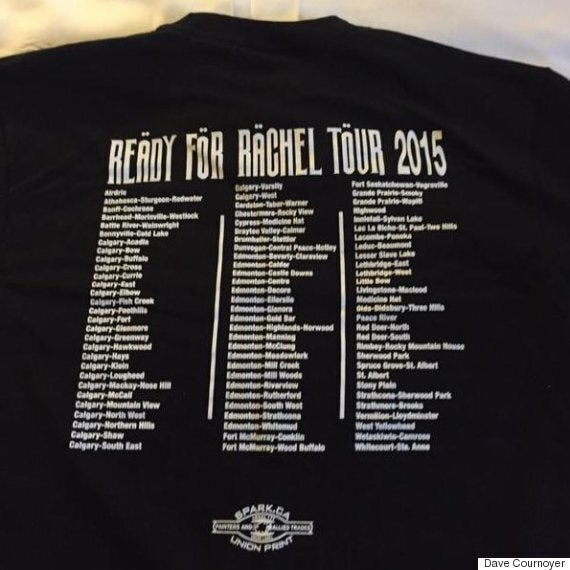 REÄDY FÖR RÄCHEL TÖUR 2015
Airdrie
Athabasca-Sturgeon-Redwater
Banff-Cochrane
Barrhead-Morinville-Westlock
Battle River-Wainwright
Bonnyville-Cold Lake
Calgary-Acadia
Calgary-Bow
Calgary-Buffalo
Calgary-Cross
Calgary-Currie
Calgary-East
Calgary-Elbow
Calgary-Fish Creek
Calgary-Foothills
Calgary-Fort
Calgary-Glenmore
Calgary-Greenway
Calgary-Hawkwood
Calgary-Hays
Calgary-Klein
Calgary-Lougheed
Calgary-Mackay-Nose Hill
Calgary-McCall
Calgary-Mountain View
Calgary-North West
Calgary-Northern Hills
Calgary-Shaw
Calgary-South East
Calgary-Varsity
Calgary-West
Cardston-Taber-Warner
Chestermere-Rocky View
Cypress-Medicine Hat
Drayton Valley-Calmar
Drumheller-Stettler
Dunvegan-Central Peace-Notley
Edmonton-Beverly-Clareview
Edmonton-Calder
Edmonton-Castle Downs
Edmonton-Centre
Edmonton-Decore
Edmonton-Ellerslie
Edmonton-Glenora
Edmonton-Gold Bar
Edmonton-Highlands-Norwood
Edmonton-Manning
Edmonton-McClung
Edmonton-Meadowlark
Edmonton-Mill Creek
Edmonton-Mill Woods
Edmonton-Riverview
Edmonton-Rutherford
Edmonton-South West
Edmonton-Strathcona
Edmonton-Whitemud
Fort McMurray-Conklin
Fort McMurray-Wood Buffalo
Fort Saskatchewan-Vegreville
Grande Prairie-Smoky
Grande Prairie-Wapiti
Highwood
Innisfail-Sylvan Lake
Lac La Biche-St. Paul-Two Hills
Lacombe-Ponoka
Leduc-Beaumont
Lesser Slave Lake
Lethbridge-East
Lethbridge-West
Little Bow
Livingstone-Macleod
Medicine Hat
Olds-Didsbury-Three Hills
Peace River
Red Deer-North
Red Deer-South
Rimbey-Rocky Mountain House
Sherwood Park
Spruce Grove-St. Albert
St. Albert
Stony Plain
Strathcona-Sherwood Park
Strathmore-Brooks
Vermilion-Lloydminster
West Yellowhead
Wetaskiwin-Camrose
Whitecourt-Ste. Anne
SPARK.CA
PAINTERS AND ALLIED TRADES
UNION PRINT
Dave Cournoyer